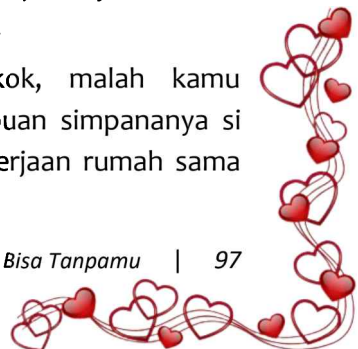 kok, malah kamu
puan simpananya si
erjaan rumah sama
Bisa Tanpamu | 97